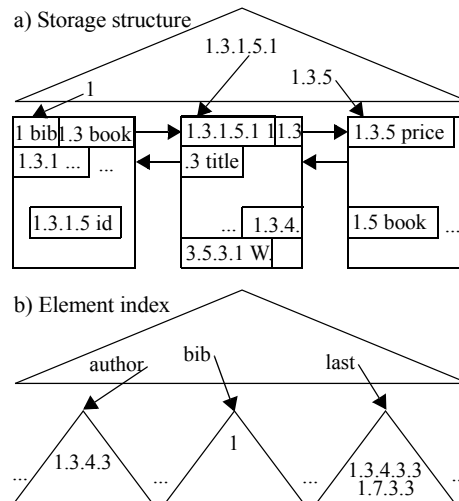 a) Storage structure
1.3.1.5.1
1.3.5
1
1 bib 1.3 book 1.3.1.5.1 1 1.3 1.3.5 price
1.3.1 ... ... .3 title
1.3.1.5 id ... 1.3.4. 1.5 book ...
3.5.3.1 W.
b) Element index
author bib last
1.3.4.3 1 1.3.4.3.3
1.7.3.3
... ... ... ...